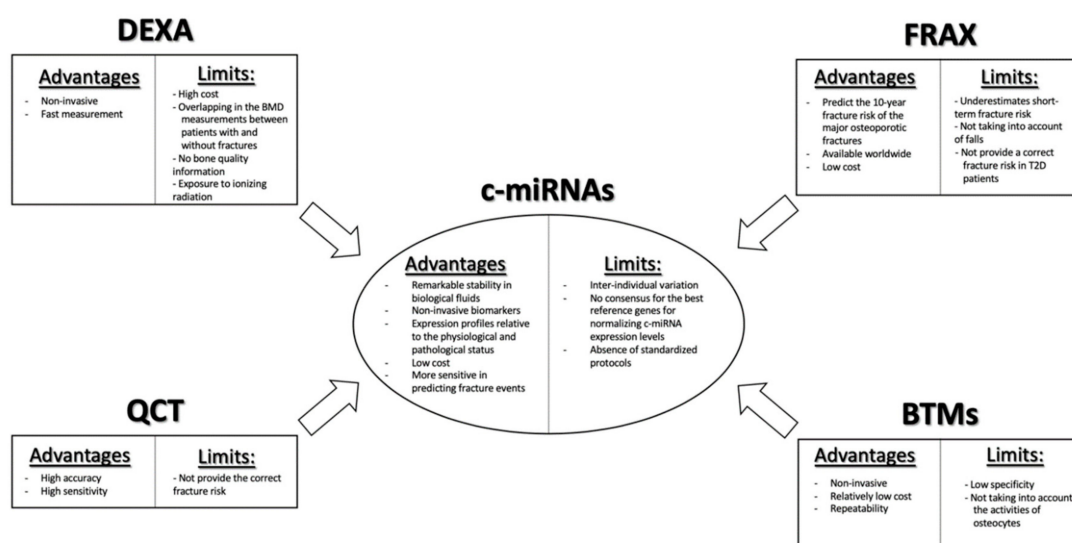 DEXA
Advantages
- Non-invasive
- Fast measurement
Limits:
- High cost
- Overlapping in the BMD
measurements between
patients with and
without fractures
- No bone quality
information
- Exposure to ionizing
radiation
FRAX
Advantages
- Predict the 10-year
fracture risk of the
major osteoporotic
fractures
- Available worldwide
- Low cost
Limits:
- Underestimates short-
term fracture risk
- Not taking into account
of falls
- Not provide a correct
fracture risk in T2D
patients
c-miRNAs
Advantages
- Remarkable stability in
biological fluids
- Non-invasive biomarkers
- Expression profiles relative
to the physiological and
pathological status
- Low cost
- More sensitive in
predicting fracture events
Limits:
- Inter-individual variation
- No consensus for the best
reference genes for
normalizing c-miRNA
expression levels
- Absence of standardized
protocols
QCT
Advantages
- High accuracy
- High sensitivity
Limits:
- Not provide the correct
fracture risk
BTMs
Advantages
- Non-invasive
- Relatively low cost
- Repeatability
Limits:
- Low specificity
- Not taking into account
the activities of
osteocytes